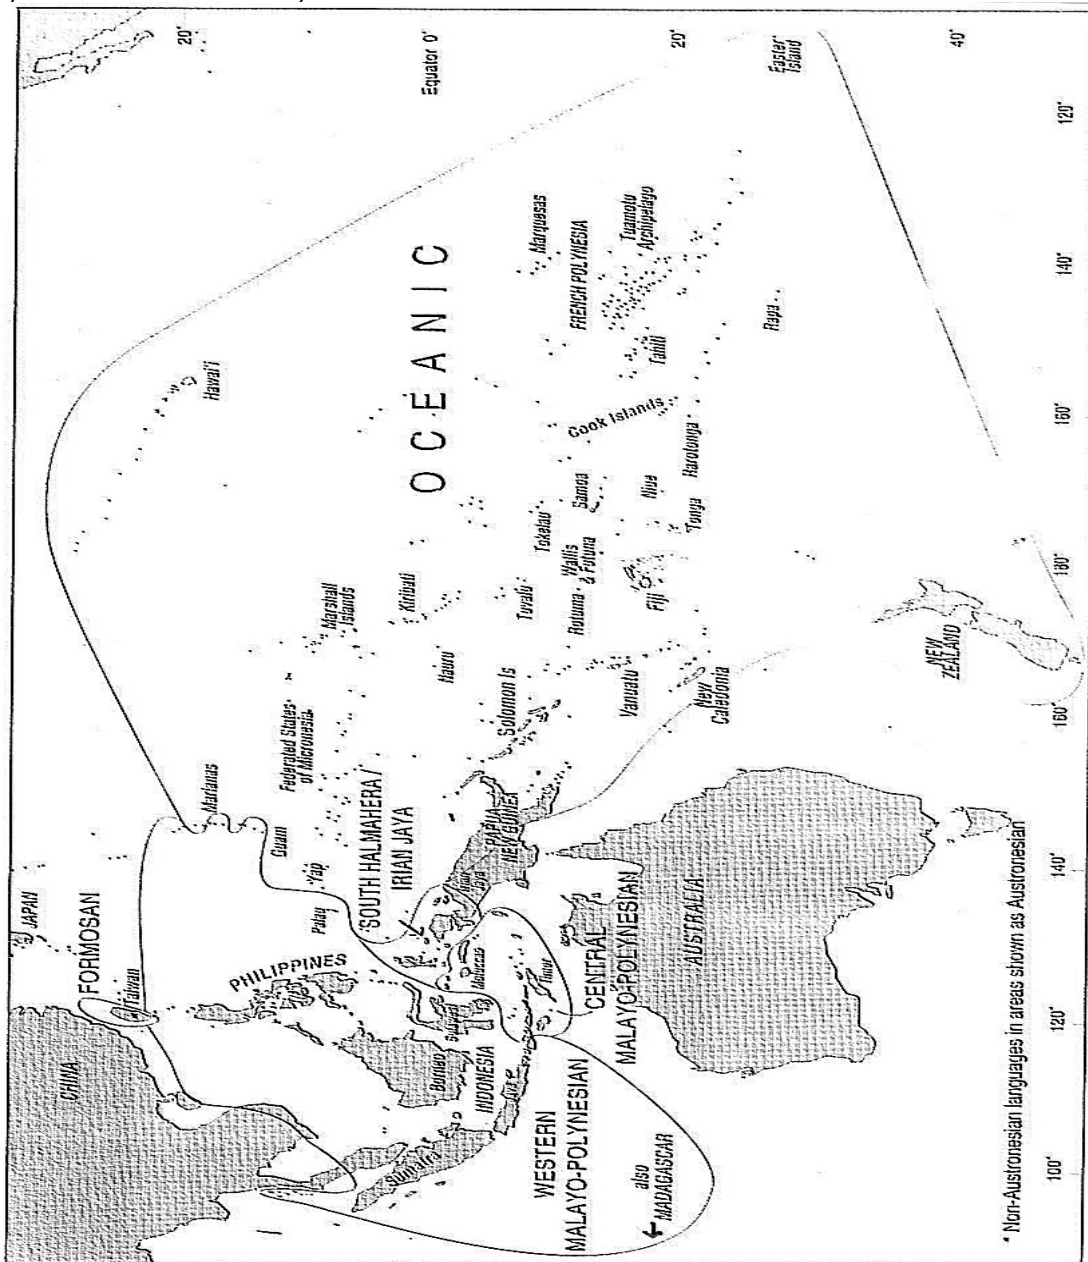 FORMOSAN
CHINA
JAPAN
Taiwan
PHILIPPINES
Marianas
Guam
Yap
Palau
Federated States
of Micronesia
Marshall
Islands
Hawai'i
20°
Equator 0°
20°
40°
OCEANIC
SOUTH HALMAHERA /
IRIAN JAYA
Kiribati
Nauru
Solomon Is
PAPUA
NEW GUINEA
Irian
Jaya
Tuvalu
Tokelau
Rotuma
Wallis
& Futuna
Samoa
Cook Islands
Marquesas
FRENCH POLYNESIA
Tuamotu
Archipelago
Tahiti
Niue
Tonga
Rarotonga
Rapa
Easter
Island
Fiji
Vanuatu
New
Caledonia
NEW
ZEALAND
AUSTRALIA
Borneo
Sulawesi
Moluccas
Timor
Sumatra
INDONESIA
WESTERN
MALAYO-POLYNESIAN
CENTRAL
MALAYO-POLYNESIAN
also
MADAGASCAR
100°
120°
140°
160°
180°
160°
140°
120°
* Non-Austronesian languages in areas shown as Austronesian